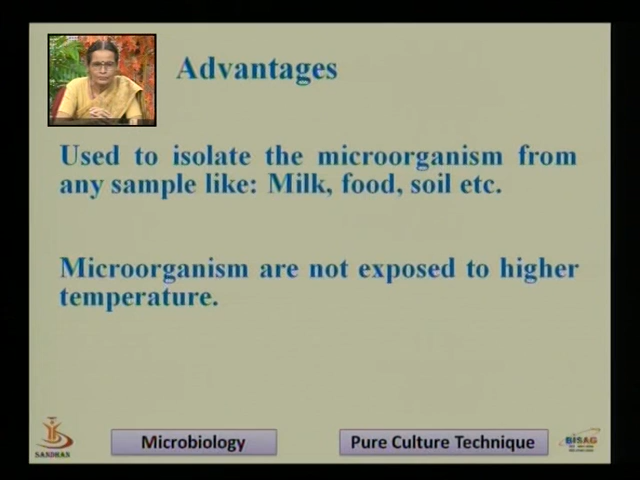 Advantages
Used to isolate the microorganism from
any sample like: Milk, food, soil etc.
Microorganism are not exposed to higher
temperature.
SANDHAN
Microbiology
Pure Culture Technique
BISAG